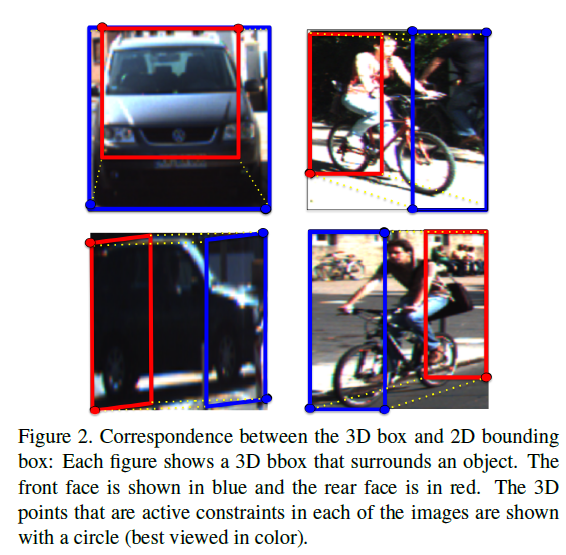 Figure 2. Correspondence between the 3D box and 2D bounding
box: Each figure shows a 3D bbox that surrounds an object. The
front face is shown in blue and the rear face is in red. The 3D
points that are active constraints in each of the images are shown
with a circle (best viewed in color).